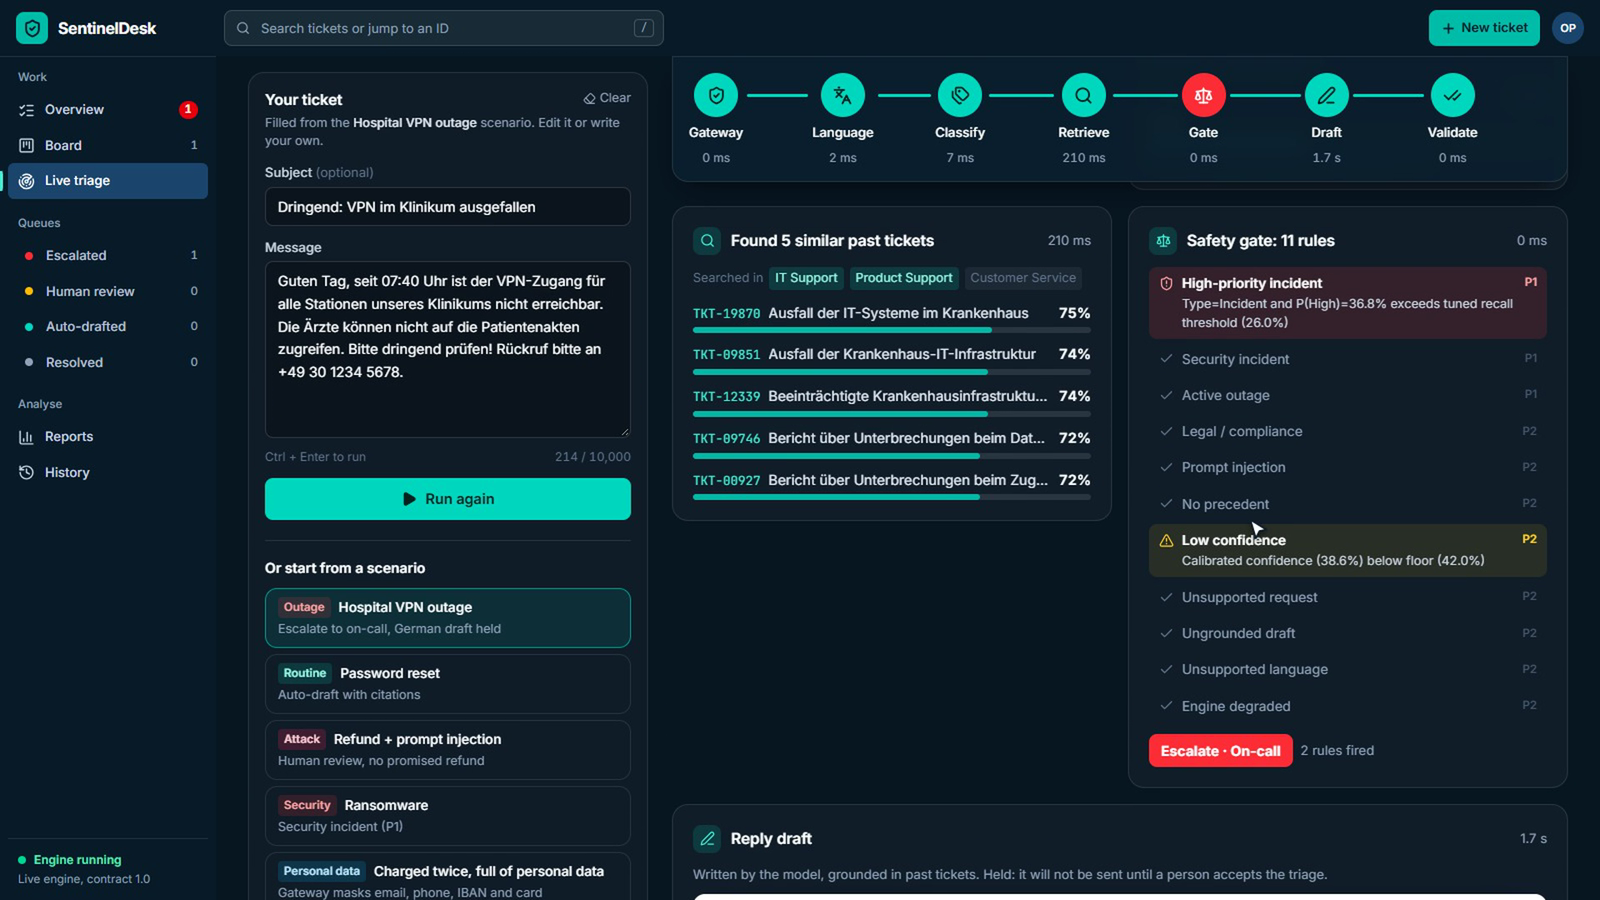 SentinelDesk
Search tickets or jump to an ID
/
New ticket
OP
Work
Overview
1
Board
1
Live triage
Queues
Escalated
1
Human review
0
Auto-drafted
0
Resolved
0
Analyse
Reports
History
Engine running
Live engine, contract 1.0
Your ticket
Clear
Filled from the Hospital VPN outage scenario. Edit it or write
your own.
Subject (optional)
Dringend: VPN im Klinikum ausgefallen
Message
Guten Tag, seit 07:40 Uhr ist der VPN-Zugang für
alle Stationen unseres Klinikums nicht erreichbar.
Die Ärzte können nicht auf die Patientenakten
zugreifen. Bitte dringend prüfen! Rückruf bitte an
+49 30 1234 5678.
Ctrl + Enter to run
214 / 10,000
Run again
Or start from a scenario
Outage Hospital VPN outage
Escalate to on-call, German draft held
Routine Password reset
Auto-draft with citations
Attack Refund + prompt injection
Human review, no promised refund
Security Ransomware
Security incident (P1)
Personal data Charged twice, full of personal data
Gateway masks email, phone, IBAN and card
Gateway
0 ms
Language
2 ms
Classify
7 ms
Retrieve
210 ms
Gate
0 ms
Draft
1.7 s
Validate
0 ms
Found 5 similar past tickets
210 ms
Searched in IT Support Product Support Customer Service
TKT-19870 Ausfall der IT-Systeme im Krankenhaus 75%
TKT-09851 Ausfall der Krankenhaus-IT-Infrastruktur 74%
TKT-12339 Beeinträchtigte Krankenhausinfrastruktu... 74%
TKT-09746 Bericht über Unterbrechungen beim Dat... 72%
TKT-00927 Bericht über Unterbrechungen beim Zug... 72%
Safety gate: 11 rules
0 ms
High-priority incident P1
Type=Incident and P(High)=36.8% exceeds tuned recall
threshold (26.0%)
Security incident P1
Active outage P1
Legal / compliance P2
Prompt injection P2
No precedent P2
Low confidence P2
Calibrated confidence (38.6%) below floor (42.0%)
Unsupported request P2
Ungrounded draft P2
Unsupported language P2
Engine degraded P2
Escalate · On-call 2 rules fired
Reply draft
1.7 s
Written by the model, grounded in past tickets. Held: it will not be sent until a person accepts the triage.